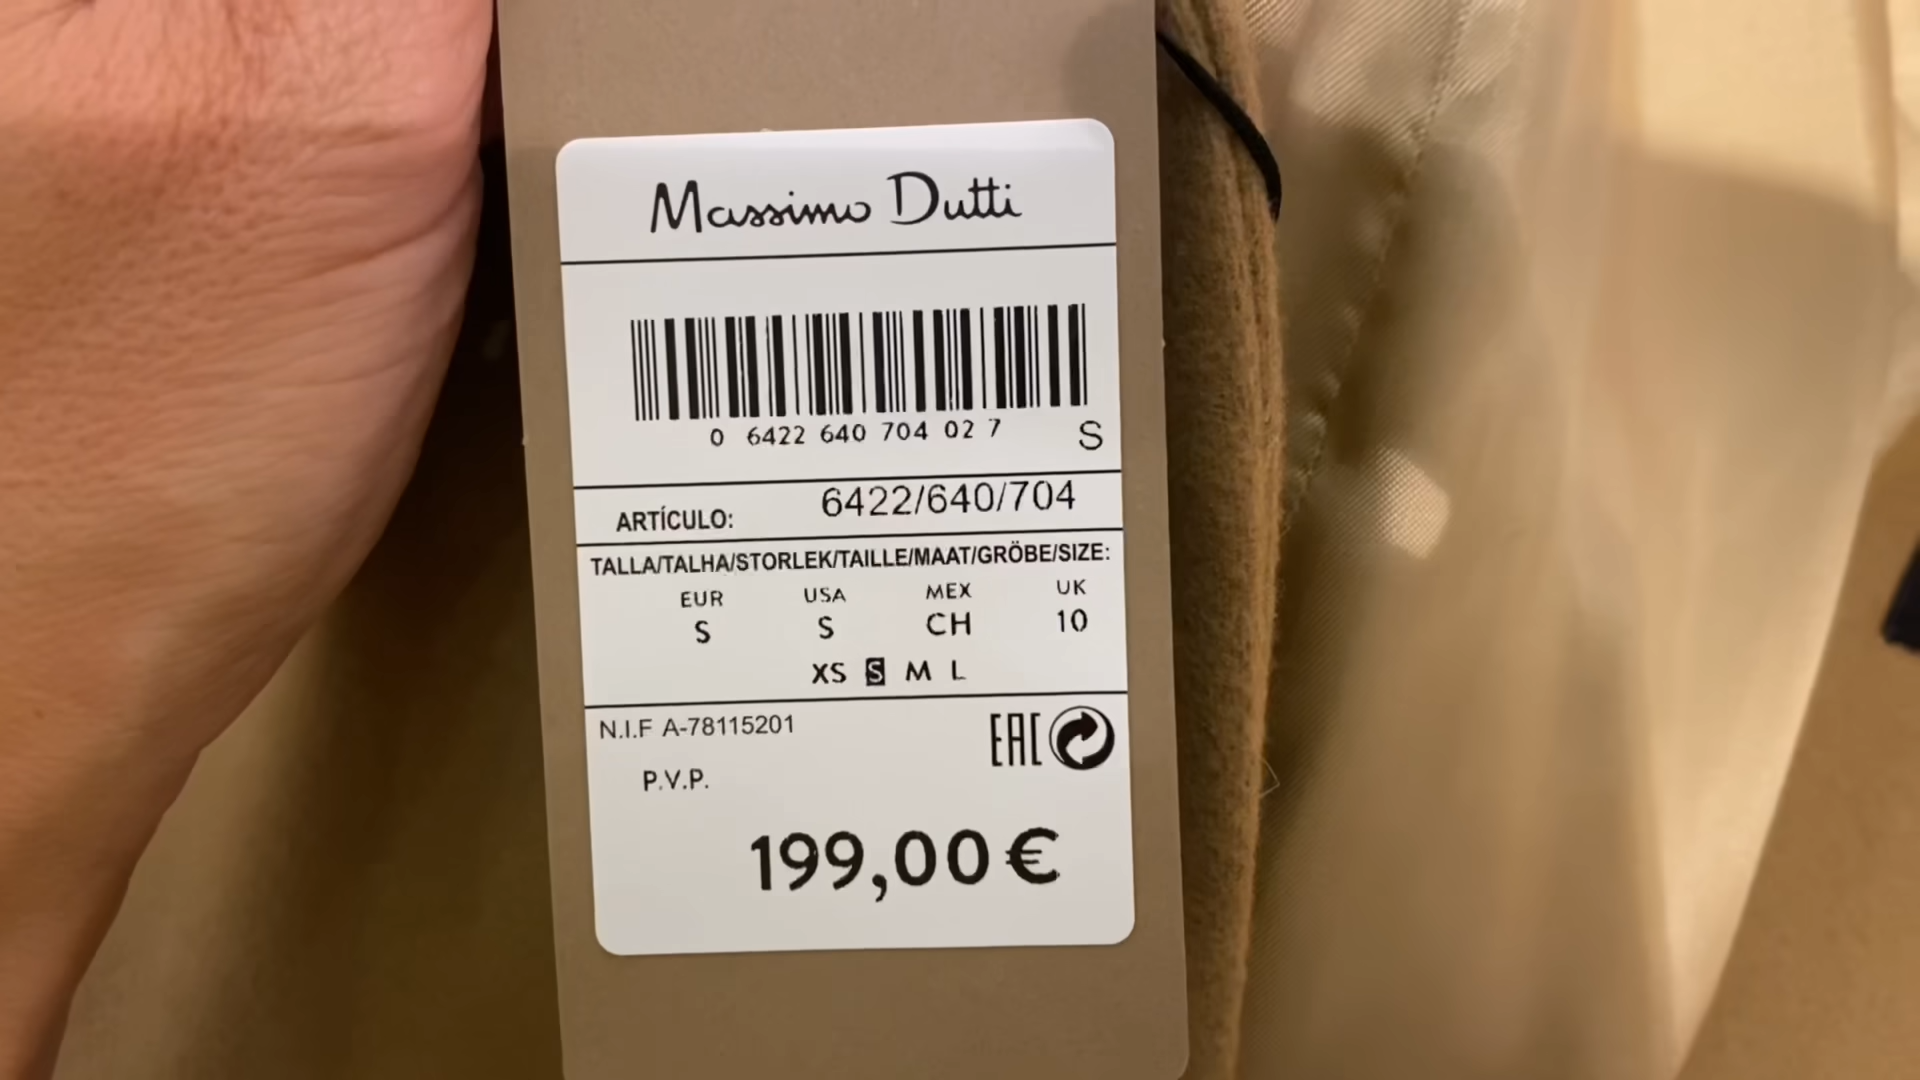 Massimo Dutti
0 6422 640 704 02 7 S
ARTÍCULO: 6422/640/704
TALLA/TALHA/STORLEK/TAILLE/MAAT/GRÖBE/SIZE:
EUR USA MEX UK
S S CH 10
XS S M L
N.I.F A-78115201
EAC
P.V.P.
199,00 €